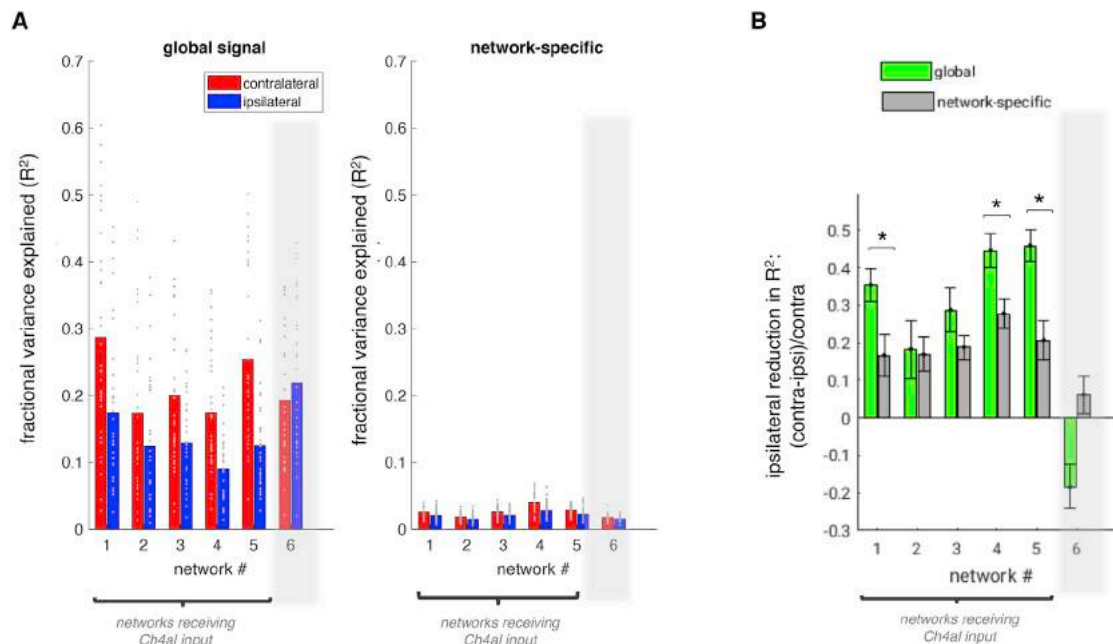 A
global signal
contralateral
ipsilateral
fractional variance explained (R²)
0.7
0.6
0.5
0.4
0.3
0.2
0.1
0
1 2 3 4 5 6
network #
networks receiving
Ch4al input
network-specific
fractional variance explained (R²)
0.7
0.6
0.5
0.4
0.3
0.2
0.1
0
1 2 3 4 5 6
network #
networks receiving
Ch4al input
B
global
network-specific
ipsilateral reduction in R²:
(contra-ipsi)/contra
0.5
0.4
0.3
0.2
0.1
0
-0.1
-0.2
-0.3
* * *
1 2 3 4 5 6
network #
networks receiving
Ch4al input